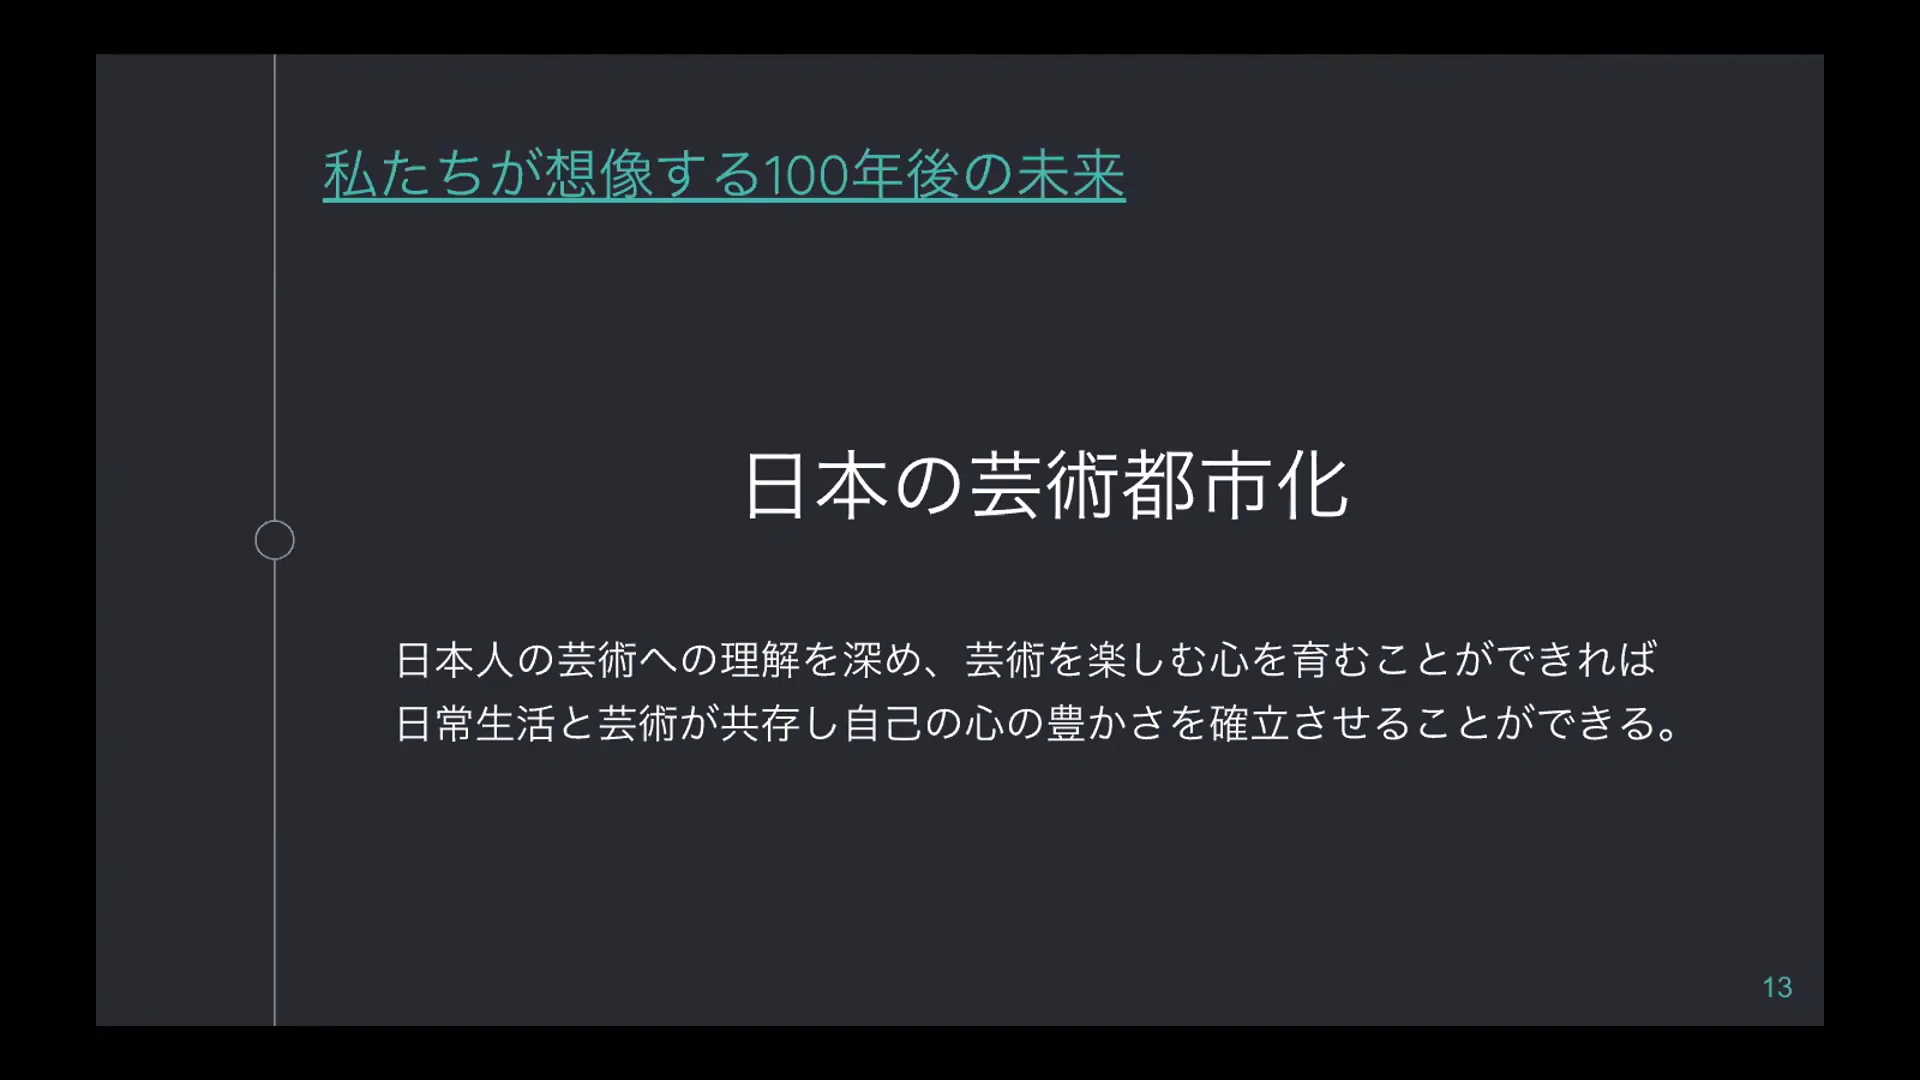 私たちが想像する100年後の未来
日本の芸術都市化
日本人の芸術への理解を深め、芸術を楽しむ心を育むことができれば
日常生活と芸術が共存し自己の心の豊かさを確立させることができる。
13